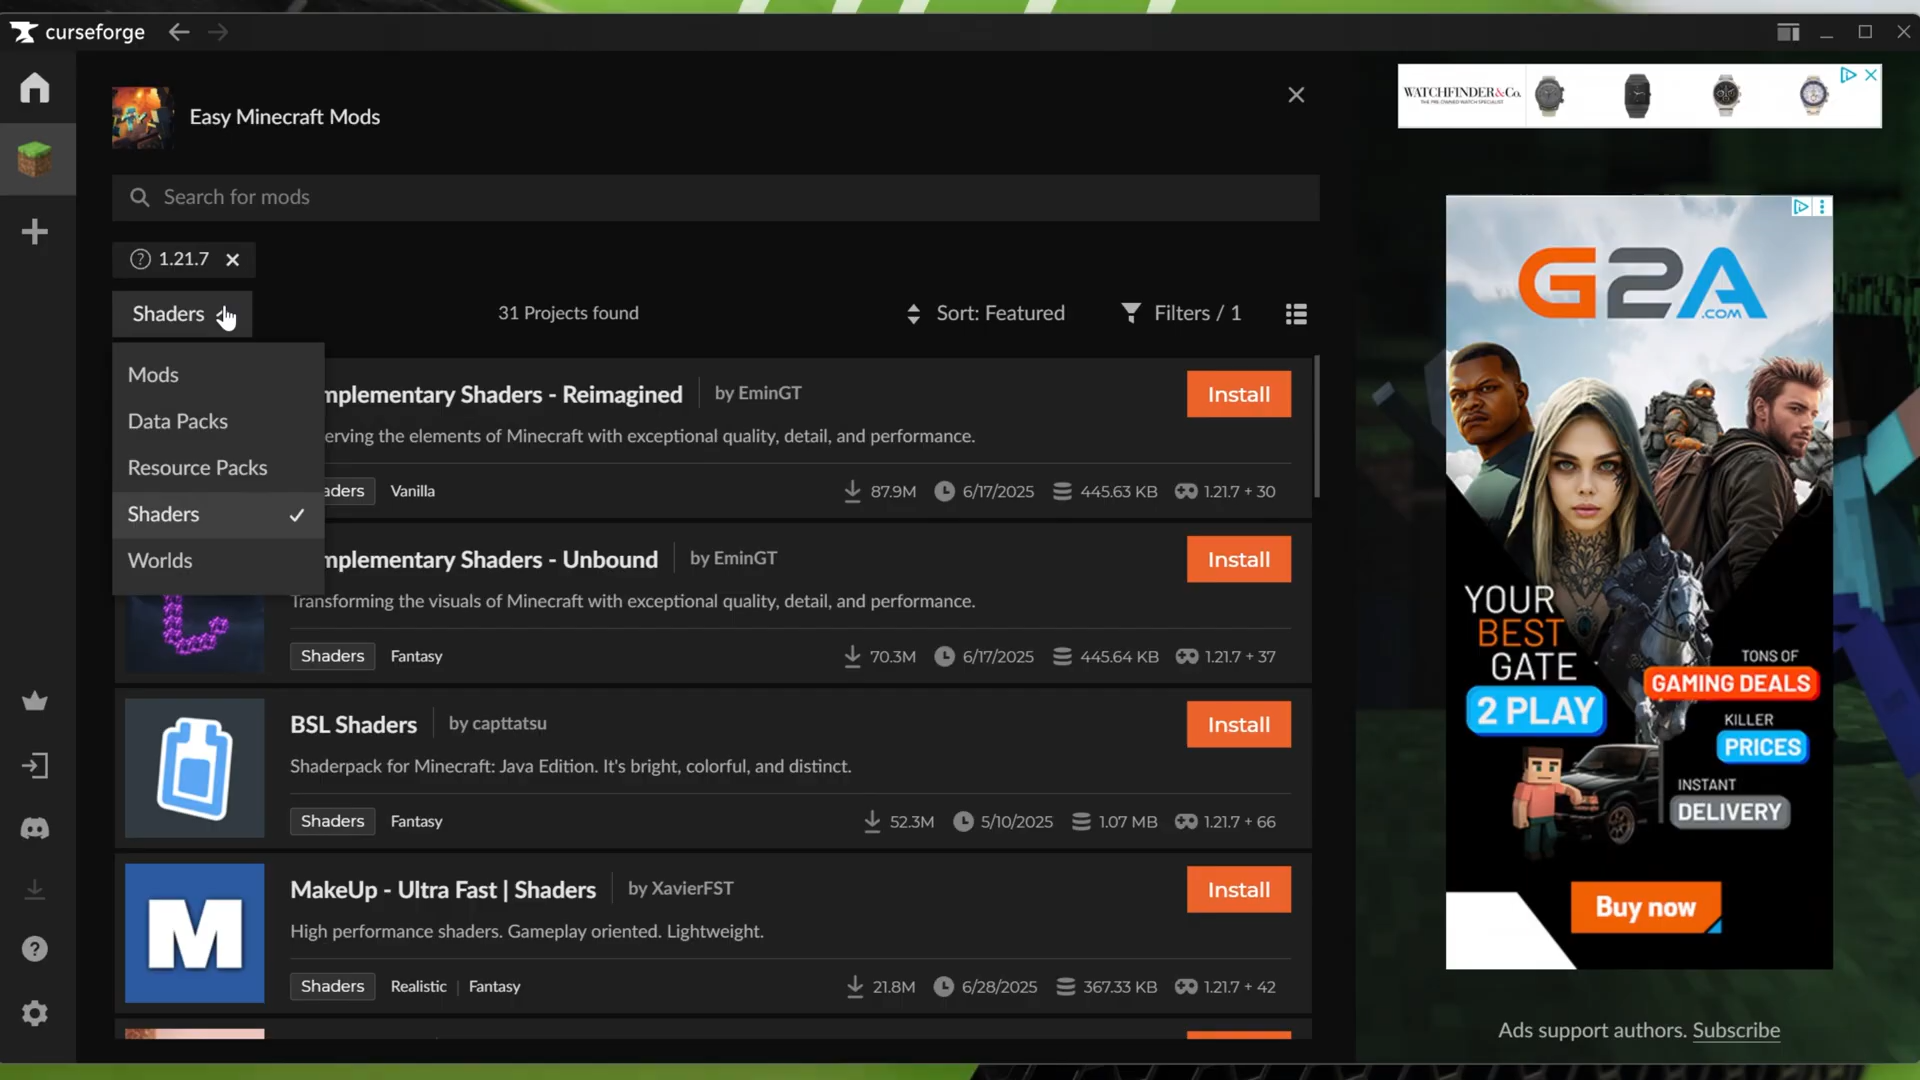 curseforge
Easy Minecraft Mods
Search for mods
1.21.7
Shaders
31 Projects found
Sort: Featured
Filters / 1
Mods
Data Packs
Resource Packs
Shaders
Worlds
mplementary Shaders - Reimagined
by EminGT
Install
erving the elements of Minecraft with exceptional quality, detail, and performance.
aders
Vanilla
87.9M
6/17/2025
445.63 KB
1.21.7 + 30
mplementary Shaders - Unbound
by EminGT
Install
Transforming the visuals of Minecraft with exceptional quality, detail, and performance.
Shaders
Fantasy
70.3M
6/17/2025
445.64 KB
1.21.7 + 37
BSL Shaders
by capttatsu
Install
Shaderpack for Minecraft: Java Edition. It's bright, colorful, and distinct.
Shaders
Fantasy
52.3M
5/10/2025
1.07 MB
1.21.7 + 66
M
MakeUp - Ultra Fast | Shaders
by XavierFST
Install
High performance shaders. Gameplay oriented. Lightweight.
Shaders
Realistic
Fantasy
21.8M
6/28/2025
367.33 KB
1.21.7 + 42
WATCHFINDER&Co.
THE PRE-OWNED WATCH SPECIALIST
G2A
.COM
YOUR
BEST
GATE
2 PLAY
TONS OF
GAMING DEALS
KILLER
PRICES
INSTANT
DELIVERY
Buy now
Ads support authors. Subscribe